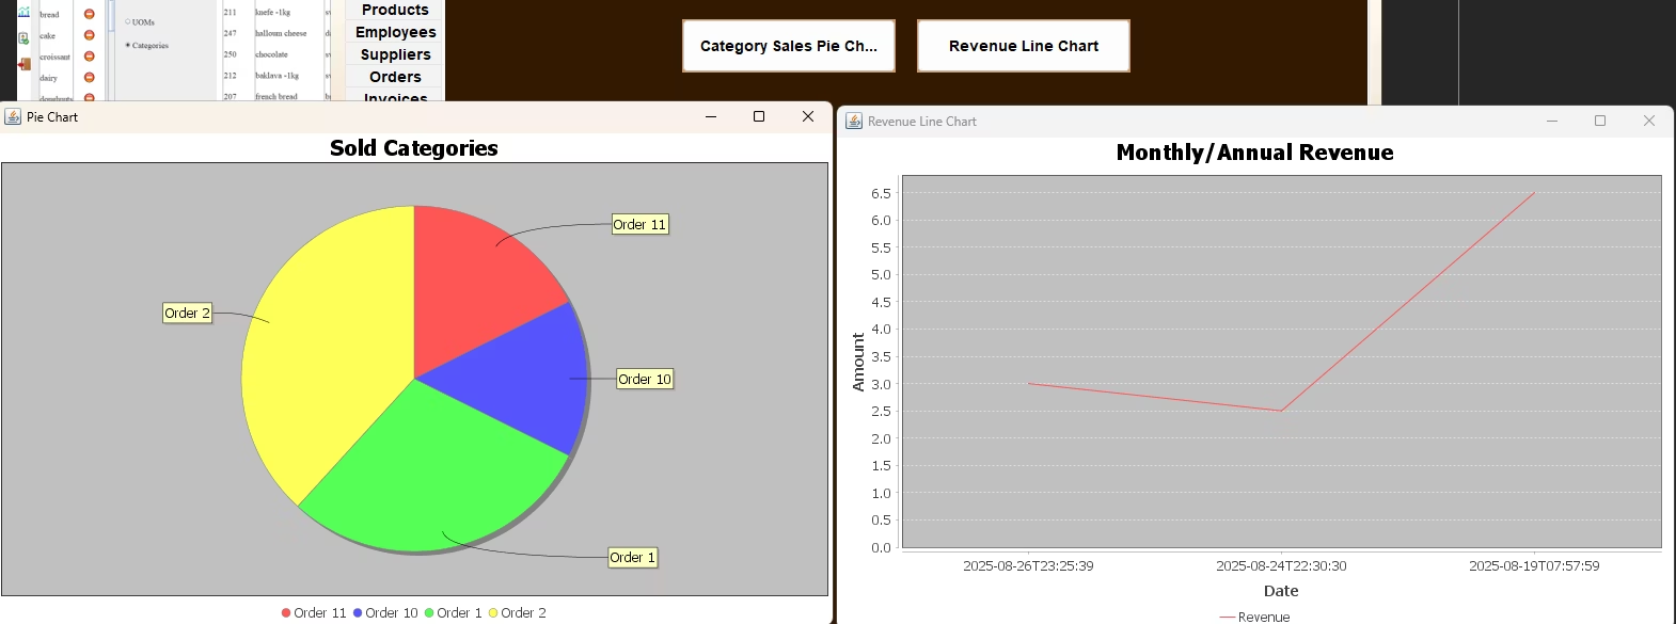 bread
cake
croissant
dairy
doughnuts
UOMs
Categories
211 knefe -1kg
247 halloum cheese
250 chocolate
212 baklava -1kg
207 french bread
Products
Employees
Suppliers
Orders
Invoices
Category Sales Pie Ch...
Revenue Line Chart
Pie Chart
Sold Categories
Order 11
Order 2
Order 10
Order 1
Order 11 Order 10 Order 1 Order 2
Revenue Line Chart
Monthly/Annual Revenue
6.5
6.0
5.5
5.0
4.5
4.0
3.5
3.0
2.5
2.0
1.5
1.0
0.5
0.0
Amount
2025-08-26T23:25:39 2025-08-24T22:30:30 2025-08-19T07:57:59
Date
Revenue